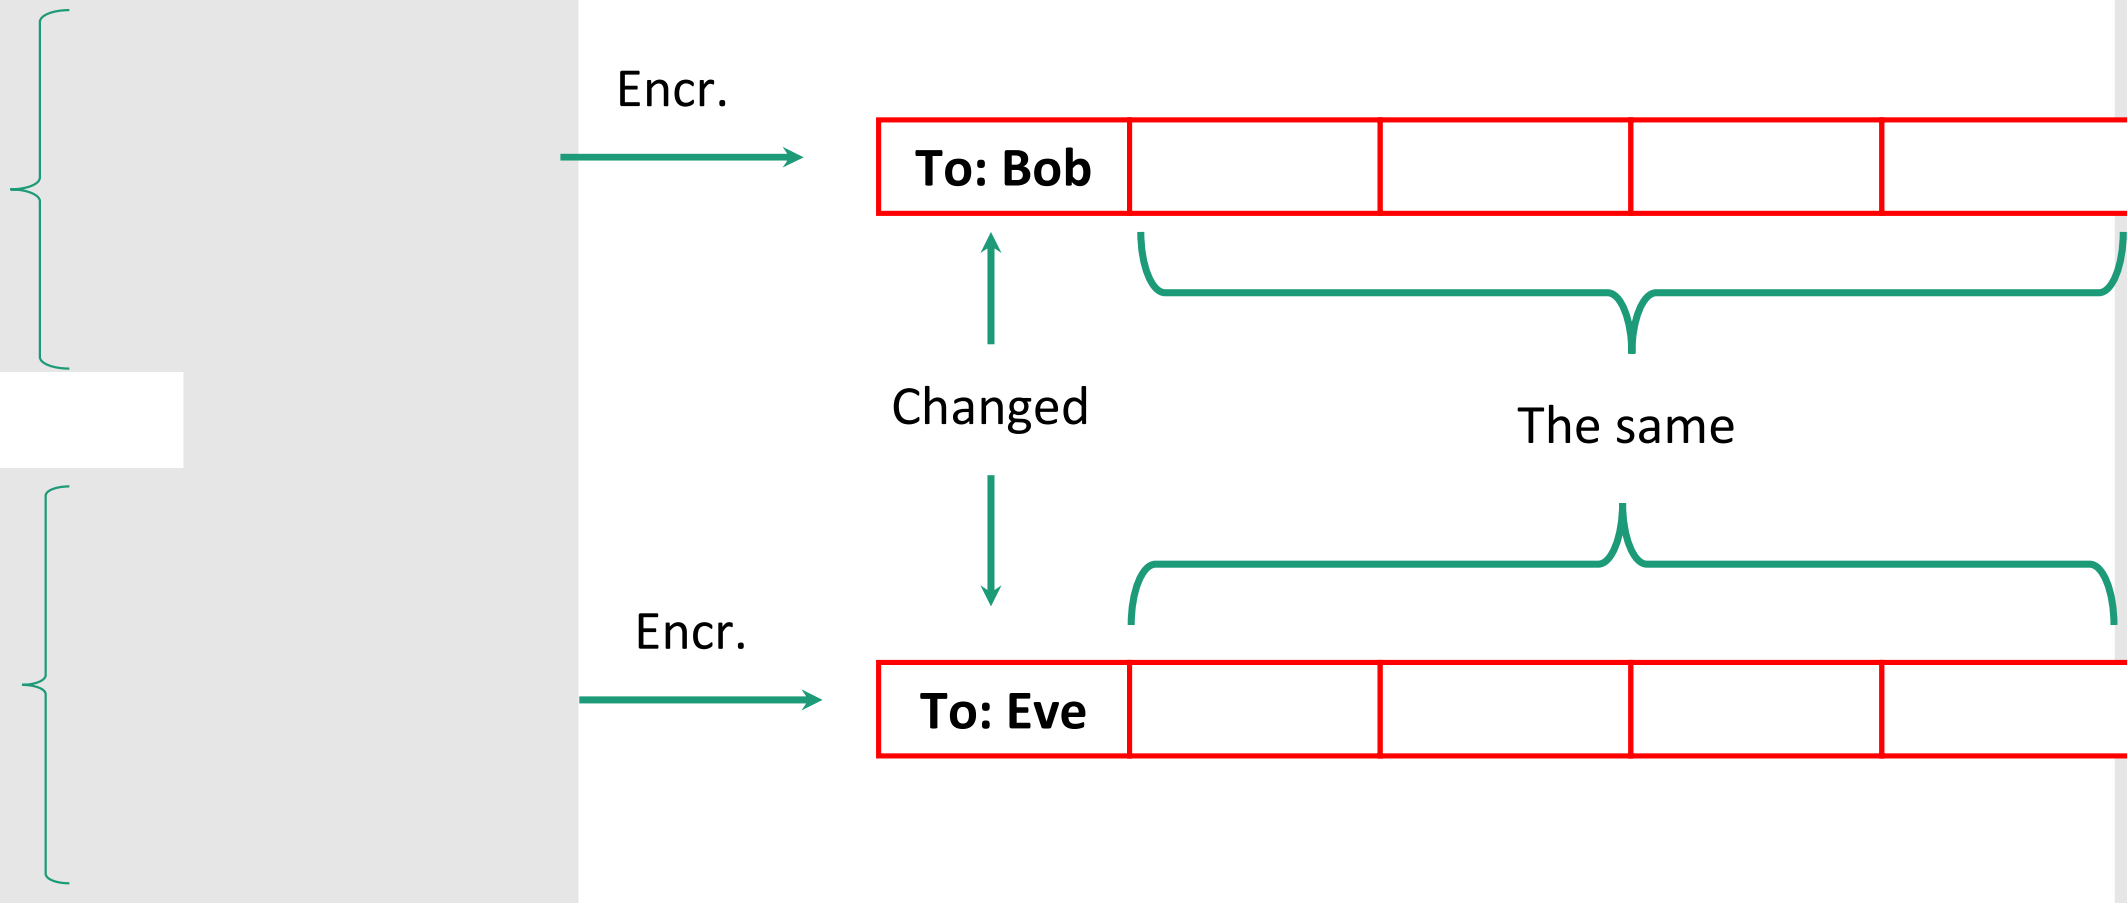 Encr.
To: Bob
Changed
The same
Encr.
To: Eve